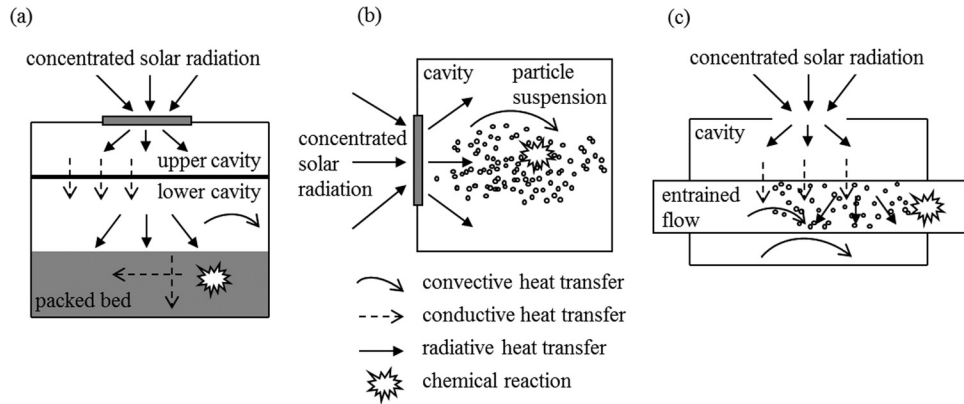 (a)
concentrated solar radiation
upper cavity
lower cavity
packed bed
(b)
cavity
particle
suspension
concentrated
solar
radiation
convective heat transfer
conductive heat transfer
radiative heat transfer
chemical reaction
(c)
concentrated solar radiation
cavity
entrained
flow